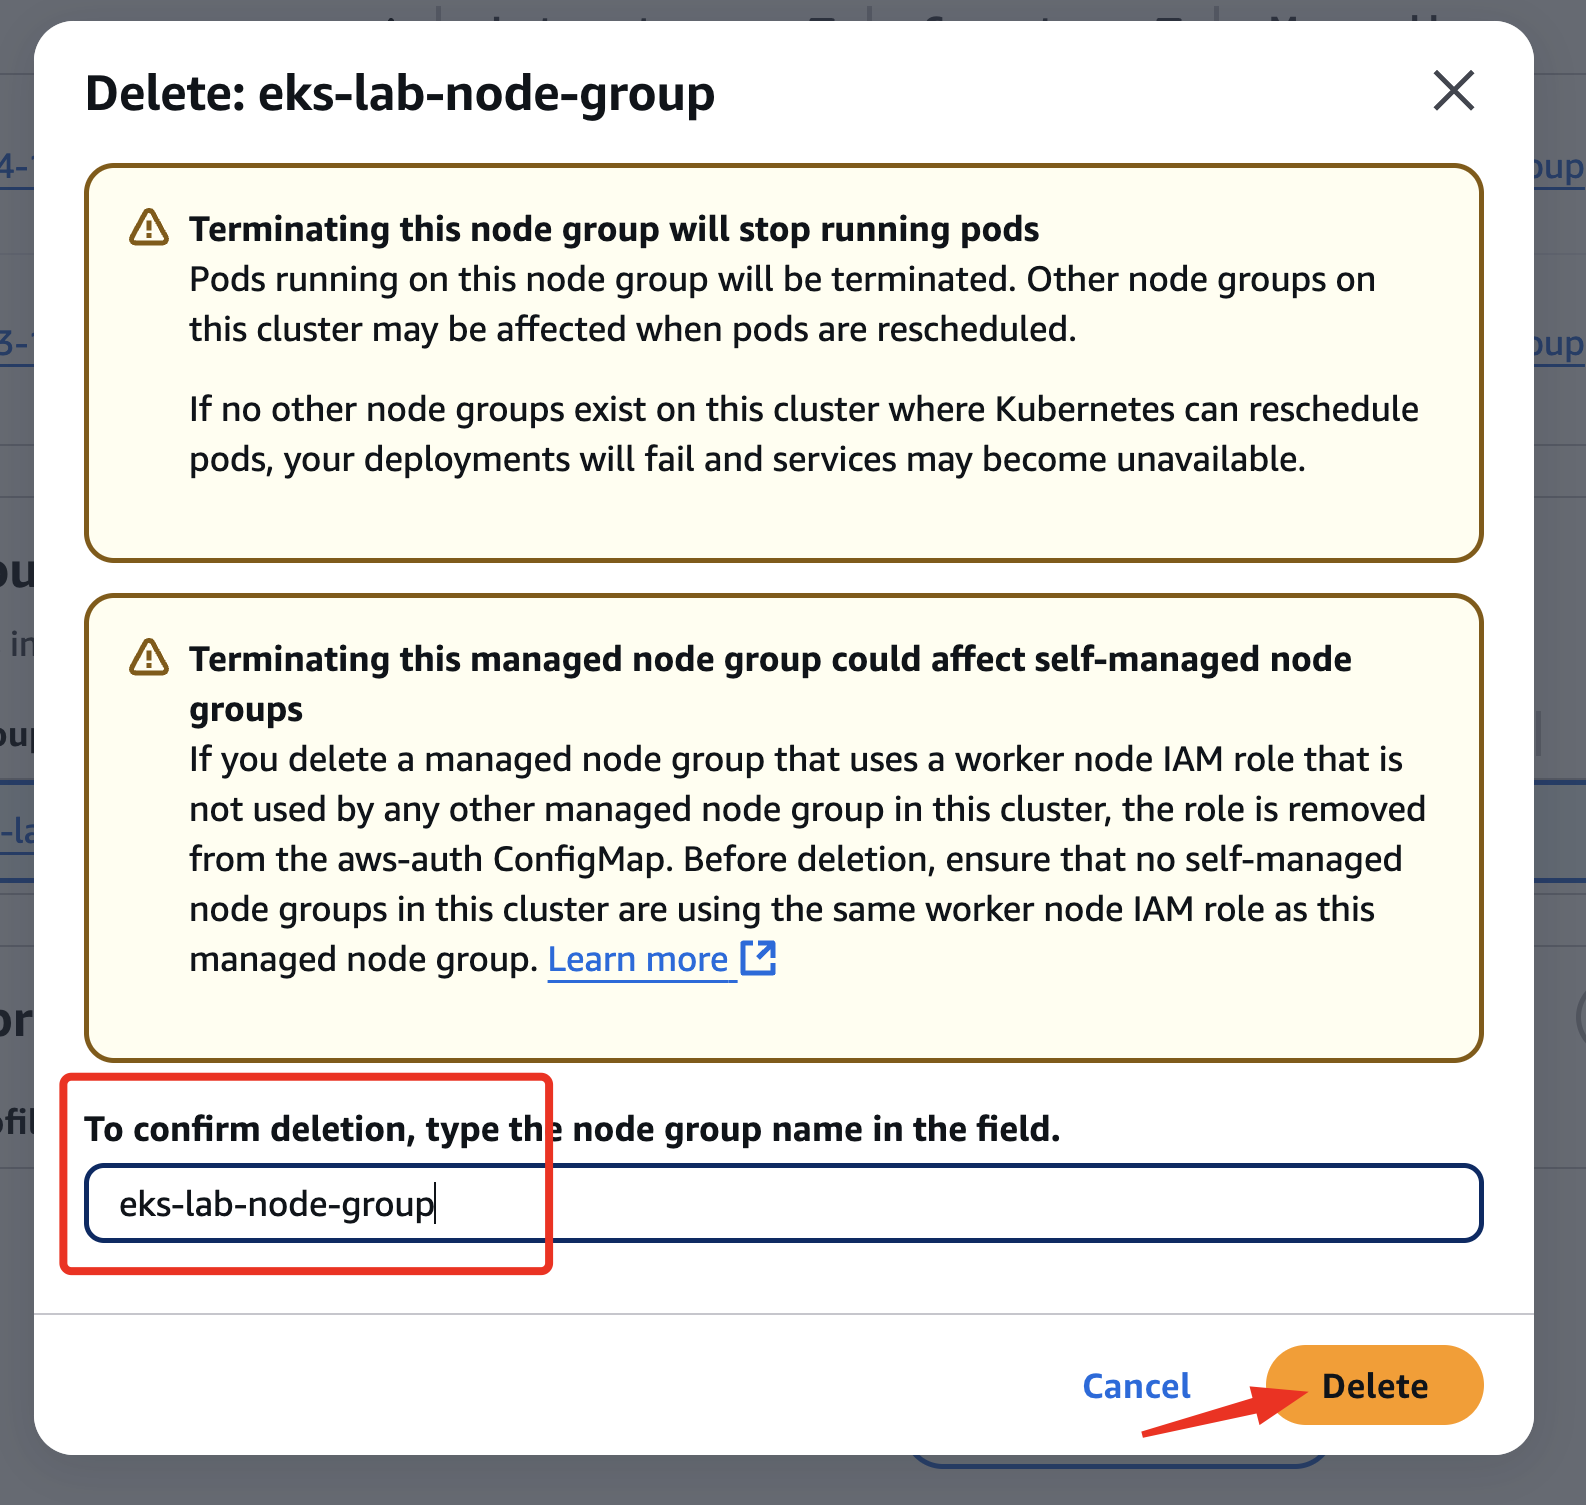 Delete: eks-lab-node-group
Terminating this node group will stop running pods
Pods running on this node group will be terminated. Other node groups on
this cluster may be affected when pods are rescheduled.
If no other node groups exist on this cluster where Kubernetes can reschedule
pods, your deployments will fail and services may become unavailable.
Terminating this managed node group could affect self-managed node
groups
If you delete a managed node group that uses a worker node IAM role that is
not used by any other managed node group in this cluster, the role is removed
from the aws-auth ConfigMap. Before deletion, ensure that no self-managed
node groups in this cluster are using the same worker node IAM role as this
managed node group. Learn more
To confirm deletion, type the node group name in the field.
eks-lab-node-group
Cancel
Delete